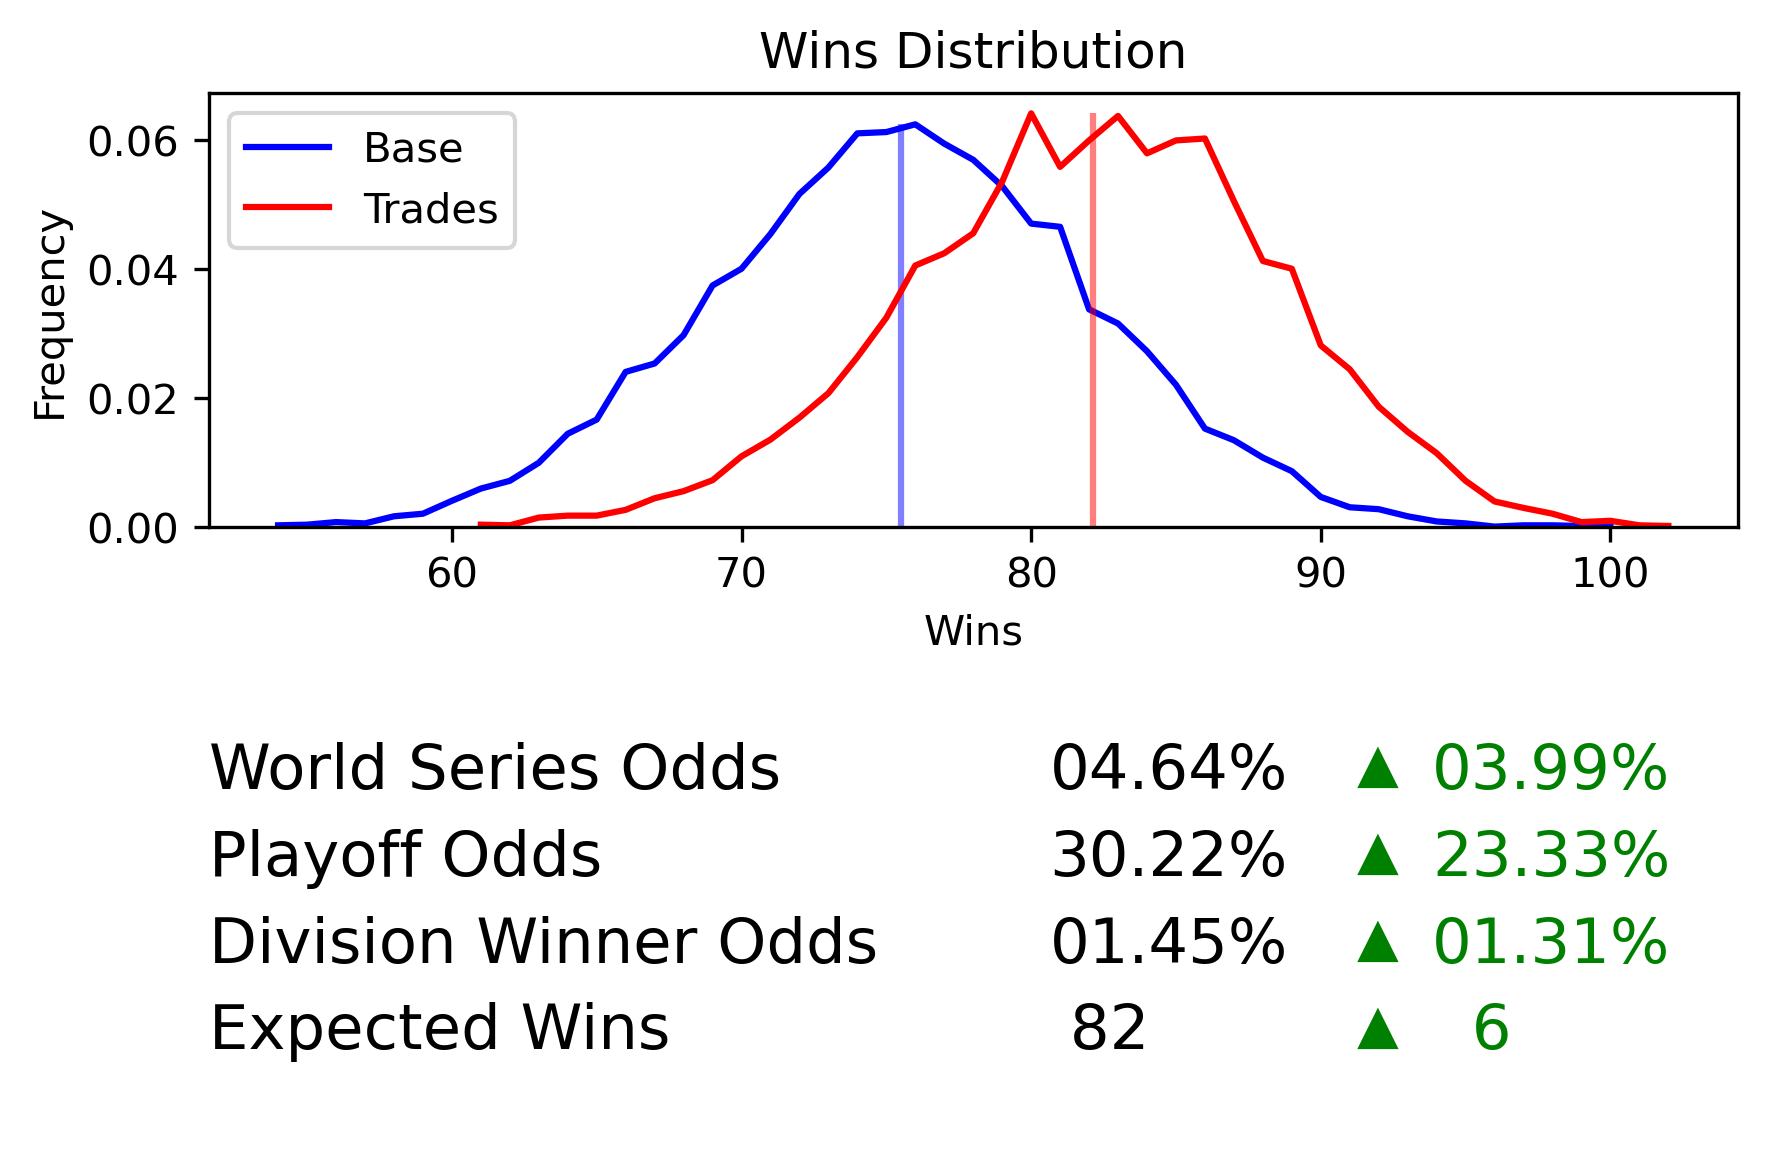 Wins Distribution
Base
Trades
Frequency
0.06
0.04
0.02
0.00
60 70 80 90 100
Wins
World Series Odds 04.64% ▲ 03.99%
Playoff Odds 30.22% ▲ 23.33%
Division Winner Odds 01.45% ▲ 01.31%
Expected Wins 82 ▲ 6